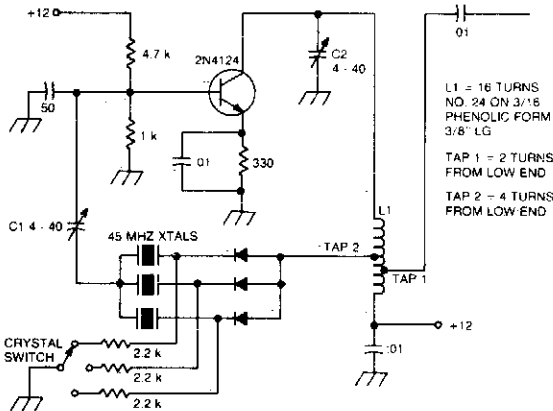 +12
4.7 k
2N4124
C2
4 - 40
.01
50
1 k
.01
330
L1 = 16 TURNS
NO. 24 ON 3/16
PHENOLIC FORM
3/8" LG
TAP 1 = 2 TURNS
FROM LOW END
TAP 2 = 4 TURNS
FROM LOW END
C1 4 - 40
45 MHZ XTALS
L1
TAP 2
TAP 1
CRYSTAL
SWITCH
2.2 k
2.2 k
2.2 k
+12
.01